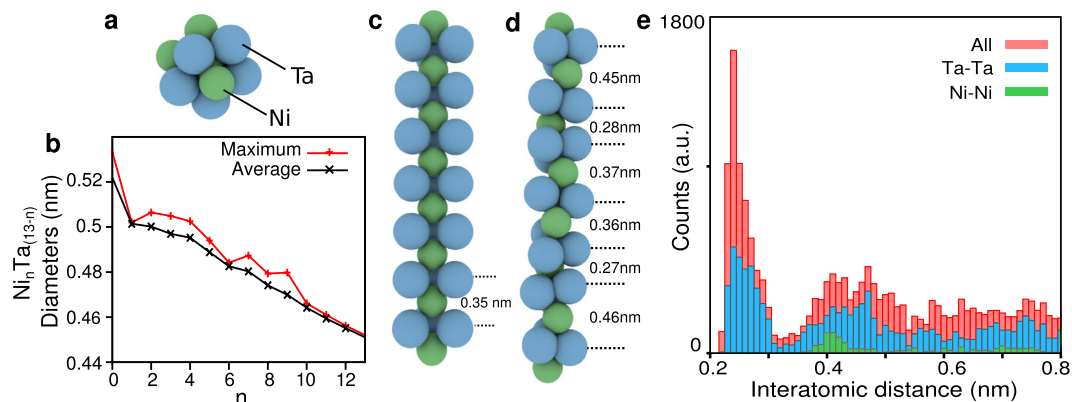 a
Ta
Ni
b
Maximum
Average
Ni_nTa_(13-n)
Diameters (nm)
0.52
0.5
0.48
0.46
0.44
0 2 4 6 8 10 12
n
c
0.35 nm
d
0.45nm
0.28nm
0.37nm
0.36nm
0.27nm
0.46nm
e
1800
All
Ta-Ta
Ni-Ni
Counts (a.u.)
0
0.2 0.4 0.6 0.8
Interatomic distance (nm)